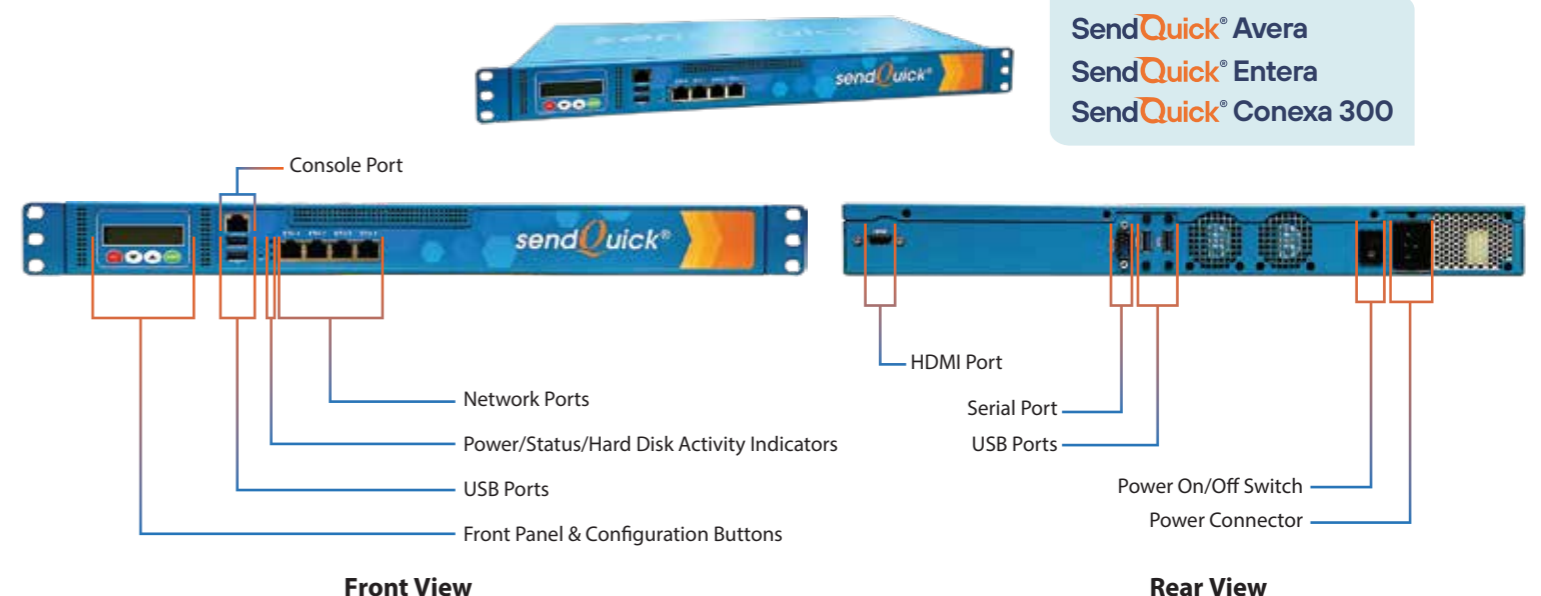 SendQuick® Avera
SendQuick® Entera
SendQuick® Conexa 300
sendQuick®
Console Port
sendQuick®
Network Ports
Power/Status/Hard Disk Activity Indicators
USB Ports
Front Panel & Configuration Buttons
Front View
HDMI Port
Serial Port
USB Ports
Power On/Off Switch
Power Connector
Rear View